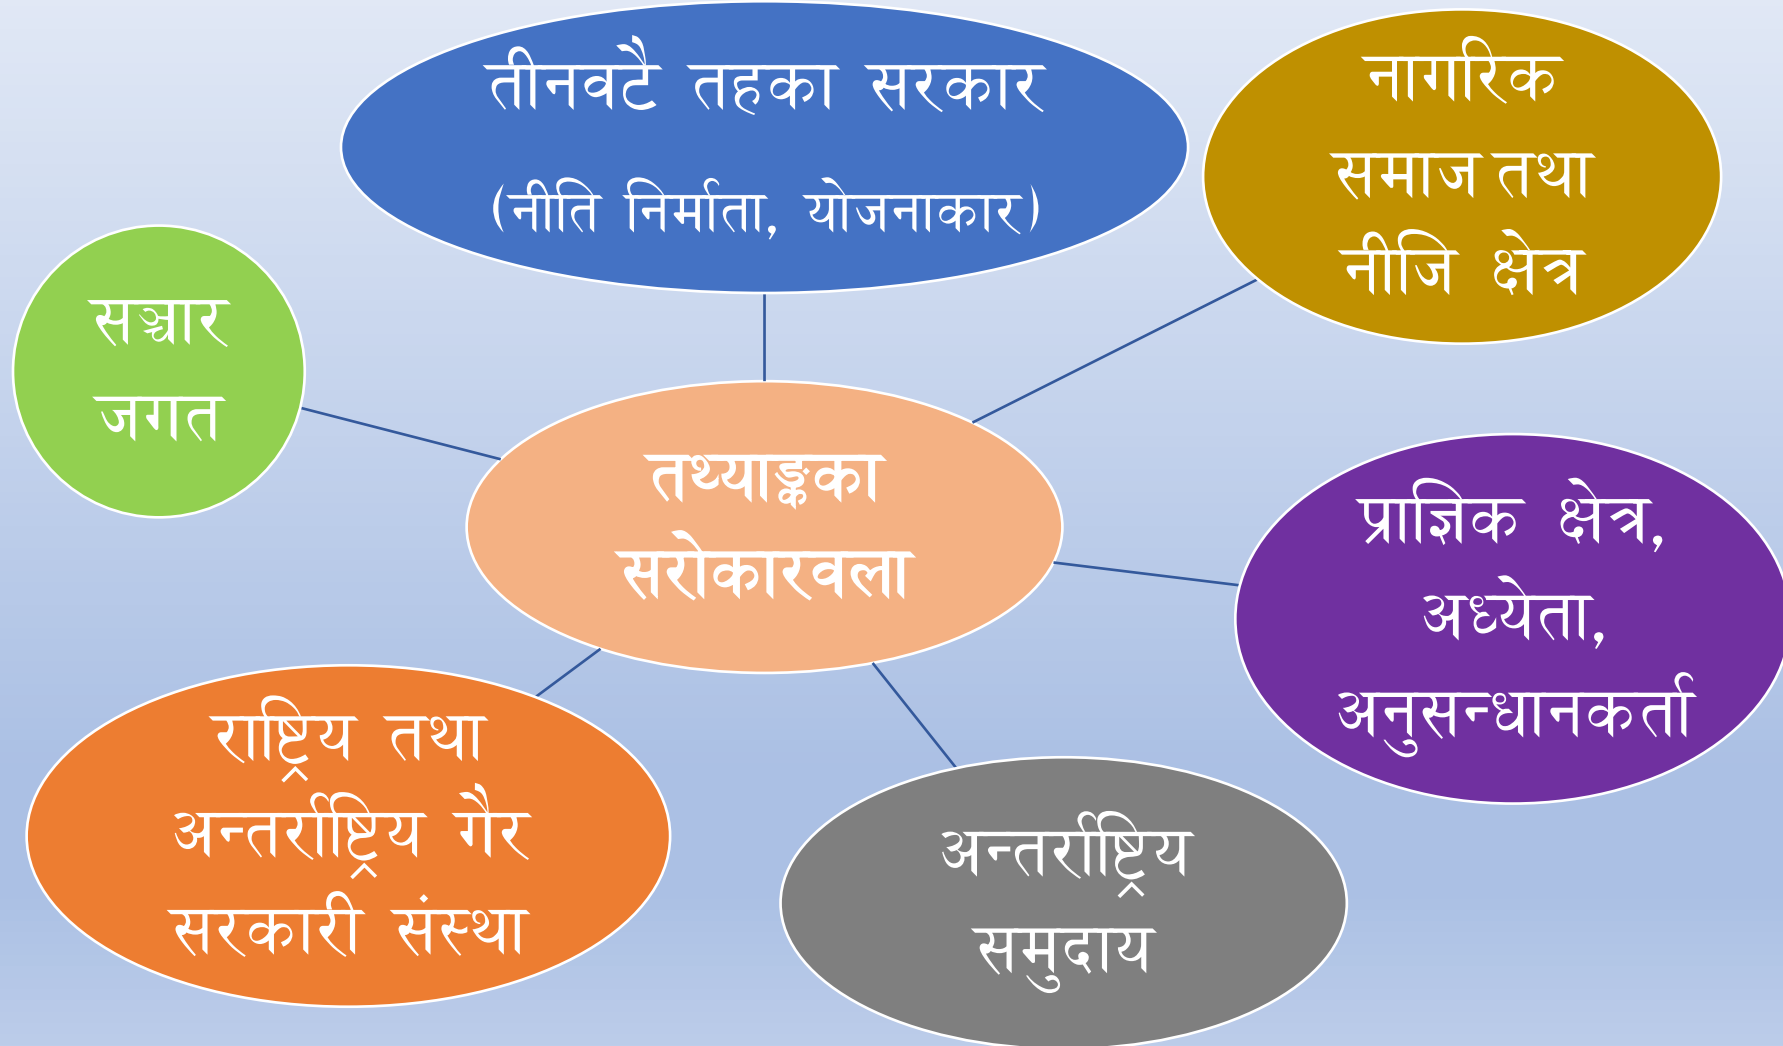 तीनवटै तहका सरकार
(नीति निर्माता, योजनाकार)
नागरिक
समाज तथा
नीजि क्षेत्र
सञ्चार
जगत
तथ्याङ्कका
सरोकारवला
प्राज्ञिक क्षेत्र,
अध्येता,
अनुसन्धानकर्ता
राष्ट्रिय तथा
अन्तर्राष्ट्रिय गैर
सरकारी संस्था
अन्तर्राष्ट्रिय
समुदाय